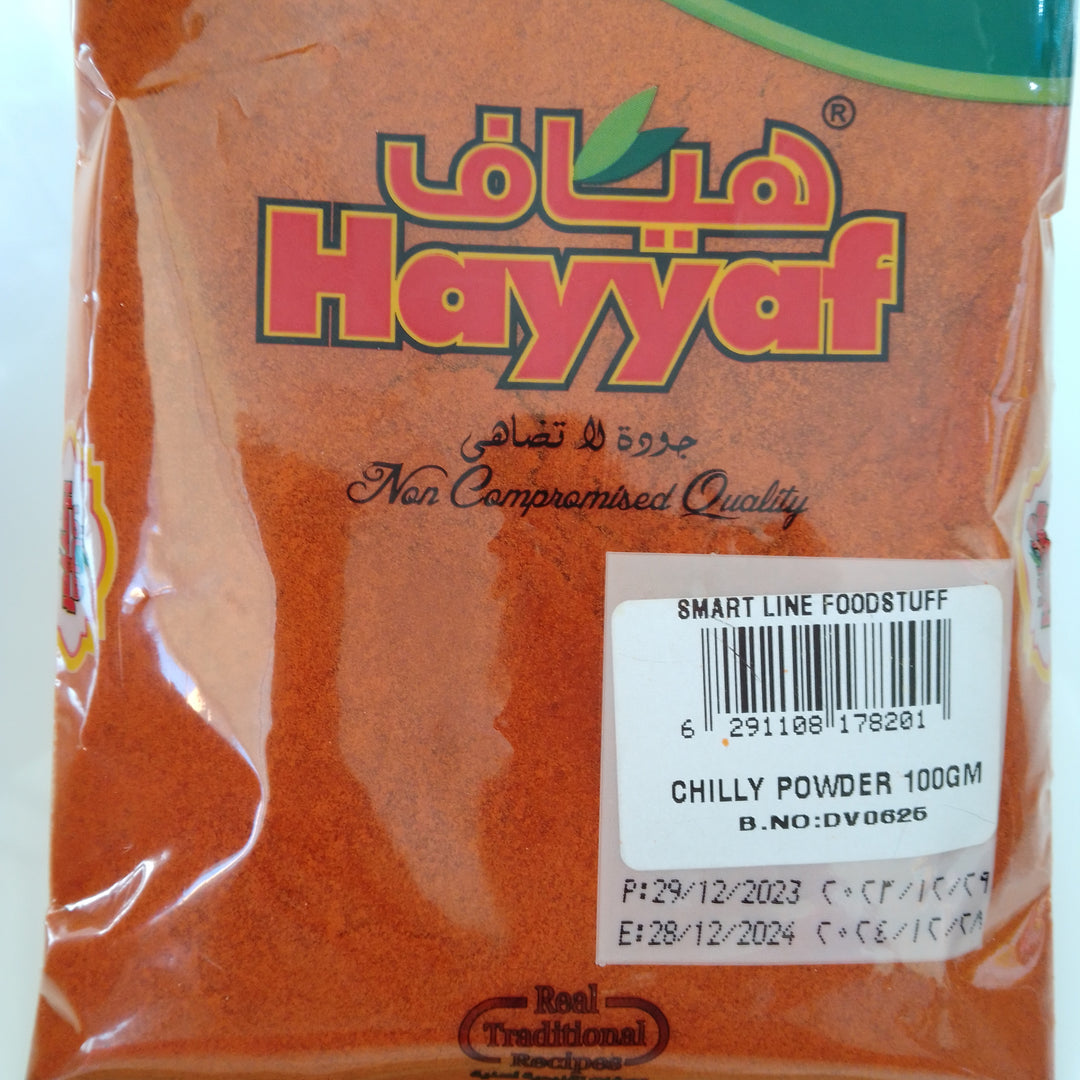 هياف ®
Hayyaf
جودة لا تضاهى
Non Compromised Quality
SMART LINE FOODSTUFF
6 291108 178201
CHILLY POWDER 100GM
B.NO:DV0625
P:29/12/2023 ٢٠٢٣/١٢/٢٩
E:28/12/2024 ٢٠٢٤/١٢/٢٨
Real
Traditional
Recipes